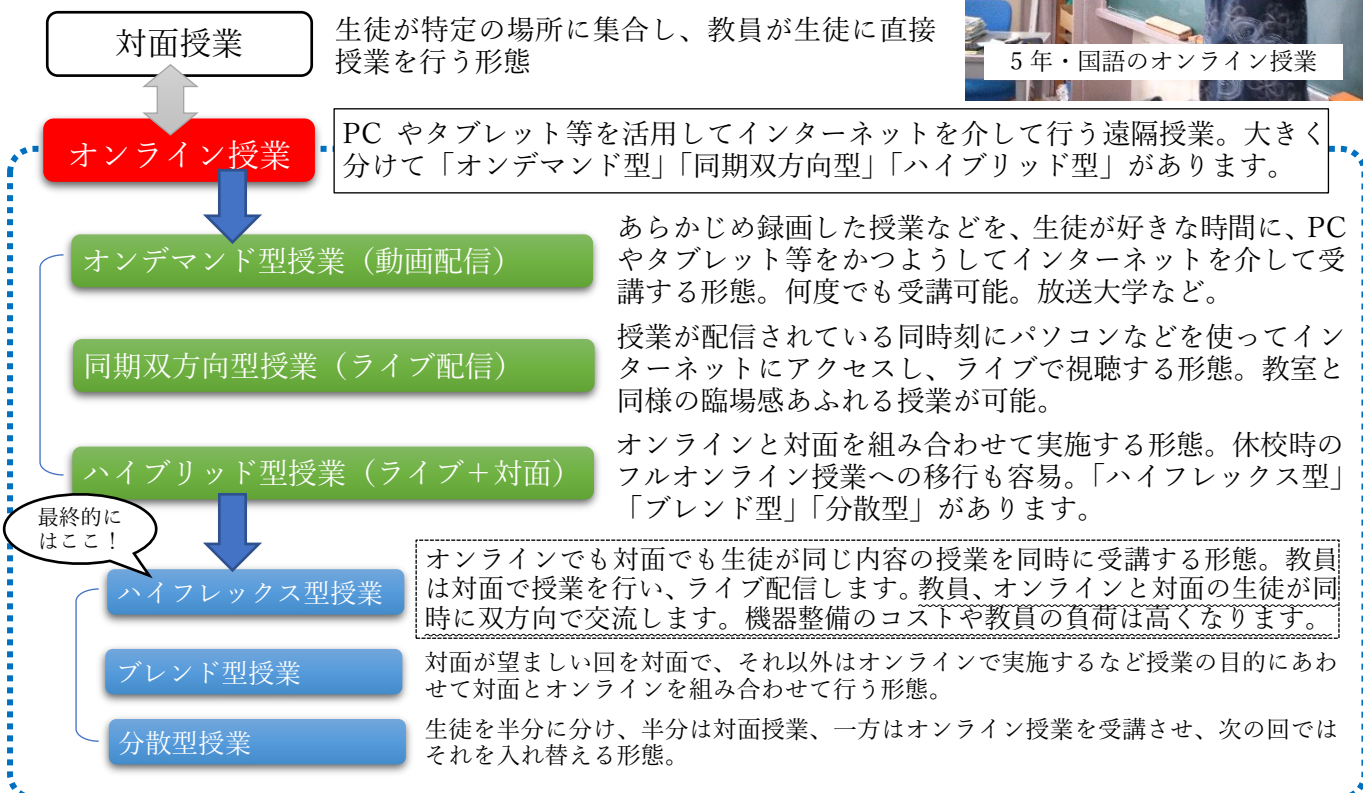 対面授業
生徒が特定の場所に集合し、教員が生徒に直接
授業を行う形態
5年・国語のオンライン授業
オンライン授業
PC やタブレット等を活用してインターネットを介して行う遠隔授業。大きく
分けて「オンデマンド型」「同期双方向型」「ハイブリッド型」があります。
オンデマンド型授業（動画配信）
あらかじめ録画した授業などを、生徒が好きな時間に、PC
やタブレット等をかつようしてインターネットを介して受
講する形態。何度でも受講可能。放送大学など。
同期双方向型授業（ライブ配信）
授業が配信されている同時刻にパソコンなどを使ってイン
ターネットにアクセスし、ライブで視聴する形態。教室と
同様の臨場感あふれる授業が可能。
ハイブリッド型授業（ライブ＋対面）
オンラインと対面を組み合わせて実施する形態。休校時の
フルオンライン授業への移行も容易。「ハイフレックス型」
「ブレンド型」「分散型」があります。
最終的に
はここ！
ハイフレックス型授業
オンラインでも対面でも生徒が同じ内容の授業を同時に受講する形態。教員
は対面で授業を行い、ライブ配信します。教員、オンラインと対面の生徒が同
時に双方向で交流します。機器整備のコストや教員の負荷は高くなります。
ブレンド型授業
対面が望ましい回を対面で、それ以外はオンラインで実施するなど授業の目的にあわ
せて対面とオンラインを組み合わせて行う形態。
分散型授業
生徒を半分に分け、半分は対面授業、一方はオンライン授業を受講させ、次の回では
それを入れ替える形態。